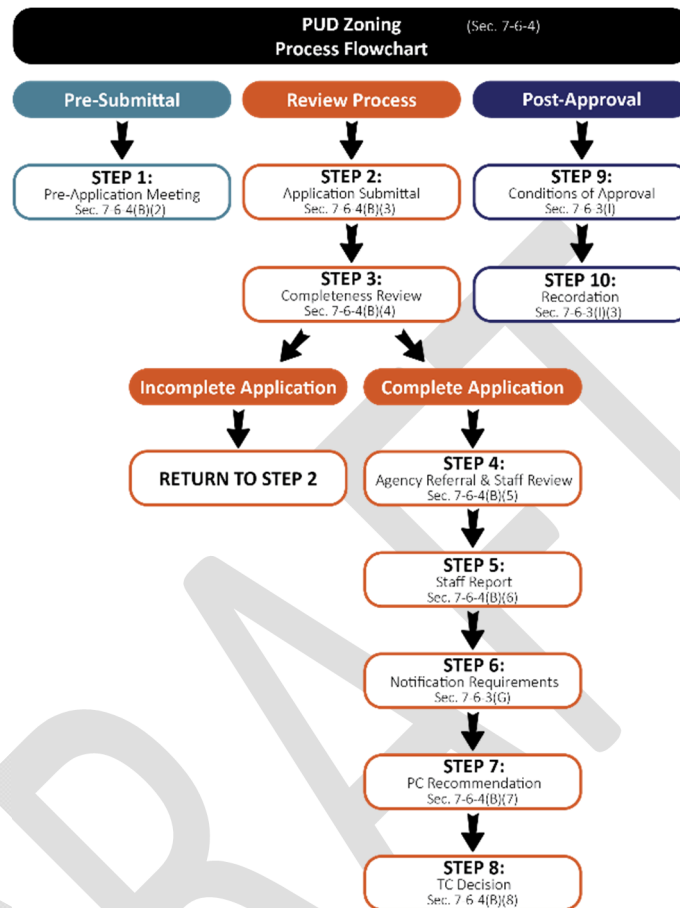 PUD Zoning (Sec. 7-6-4)
Process Flowchart
Pre-Submittal
STEP 1:
Pre-Application Meeting
Sec. 7-6-4(B)(2)
Review Process
STEP 2:
Application Submittal
Sec. 7-6-4(B)(3)
STEP 3:
Completeness Review
Sec. 7-6-4(B)(4)
Incomplete Application
RETURN TO STEP 2
Complete Application
STEP 4:
Agency Referral & Staff Review
Sec. 7-6-4(B)(5)
STEP 5:
Staff Report
Sec. 7-6-4(B)(6)
STEP 6:
Notification Requirements
Sec. 7-6-3(G)
STEP 7:
PC Recommendation
Sec. 7-6-4(B)(7)
STEP 8:
TC Decision
Sec. 7-6-4(B)(8)
Post-Approval
STEP 9:
Conditions of Approval
Sec. 7-6-3(I)
STEP 10:
Recordation
Sec. 7-6-3(I)(3)
DRAFT